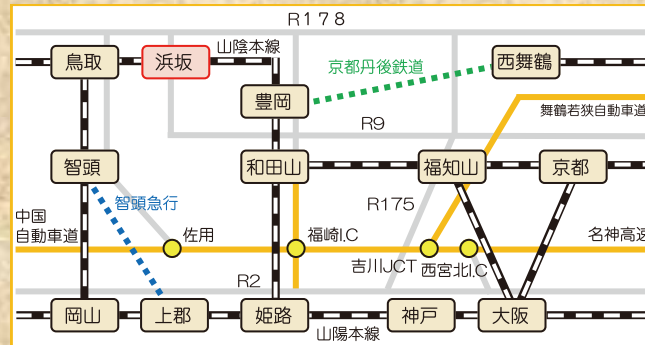 R178
鳥取
浜坂
山陰本線
京都丹後鉄道
西舞鶴
豊岡
舞鶴若狭自動車道
R9
智頭
和田山
福知山
京都
智頭急行
R175
中国
自動車道
佐用
福崎I.C
吉川JCT
西宮北I.C
名神高速
R2
岡山
上郡
姫路
神戸
大阪
山陽本線